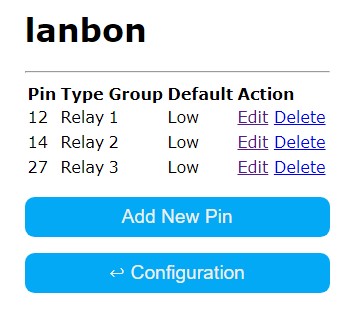 lanbon
Pin Type Group Default Action
12 Relay 1 Low Edit Delete
14 Relay 2 Low Edit Delete
27 Relay 3 Low Edit Delete
Add New Pin
↩ Configuration